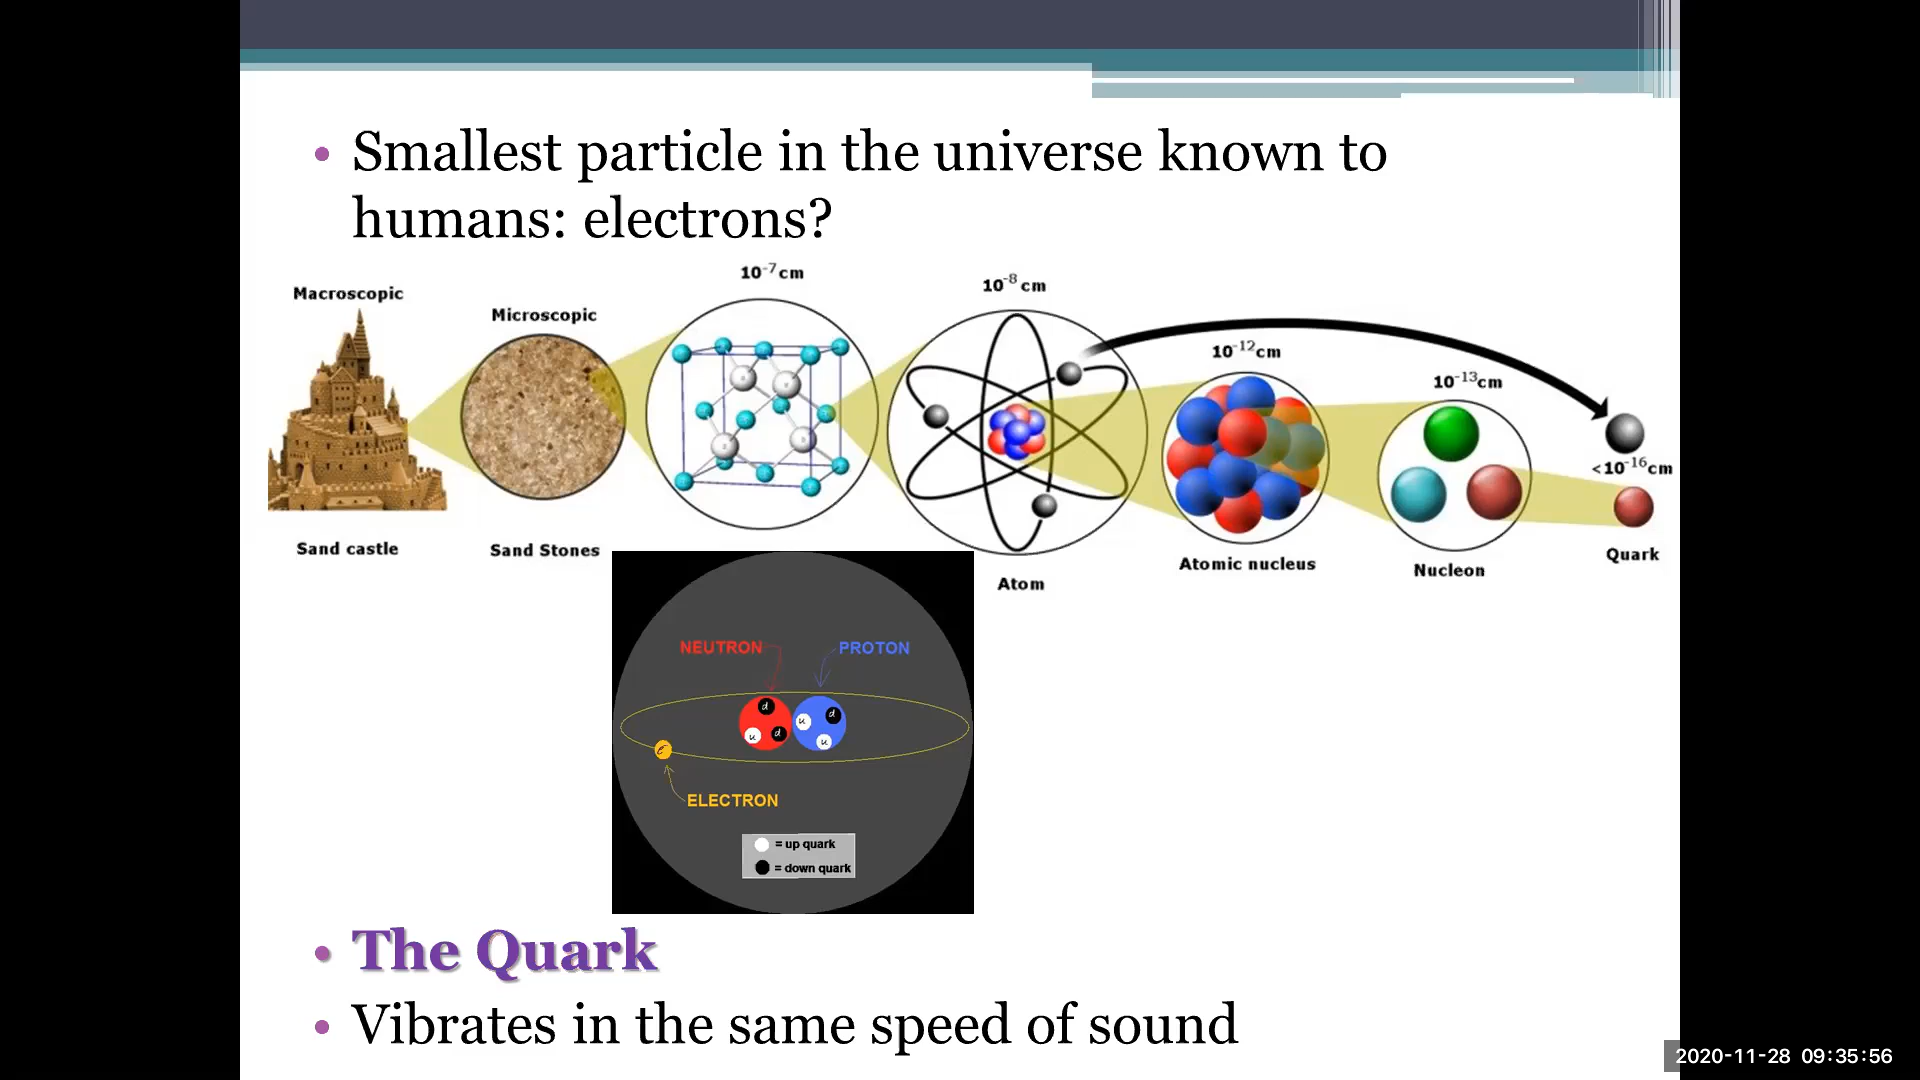 • Smallest particle in the universe known to
humans: electrons?
Macroscopic
Sand castle
Microscopic
Sand Stones
10⁻⁷cm
10⁻⁸cm
Atom
10⁻¹²cm
Atomic nucleus
10⁻¹³cm
Nucleon
<10⁻¹⁶cm
Quark
NEUTRON
PROTON
d
u d
u d
u
e⁻
ELECTRON
= up quark
= down quark
• The Quark
• Vibrates in the same speed of sound
2020-11-28 09:35:56